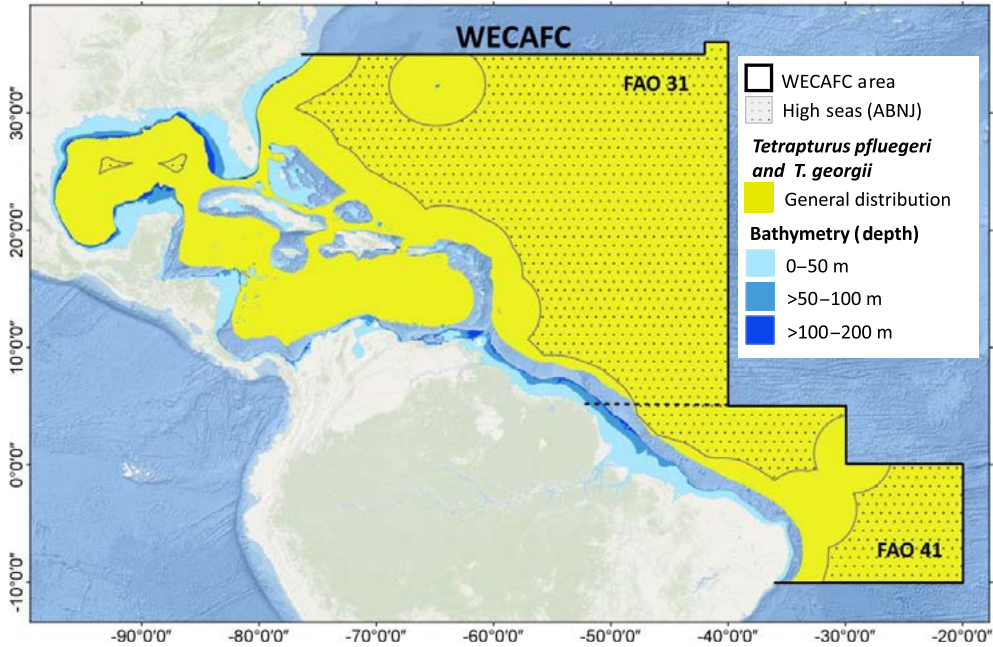 WECAFC
FAO 31
WECAFC area
High seas (ABNJ)
Tetrapturus pfluegeri
and T. georgii
General distribution
Bathymetry (depth)
0–50 m
>50–100 m
>100–200 m
FAO 41
30°0'0"
20°0'0"
10°0'0"
0°0'0"
-10°0'0"
-90°0'0"
-80°0'0"
-70°0'0"
-60°0'0"
-50°0'0"
-40°0'0"
-30°0'0"
-20°0'0"